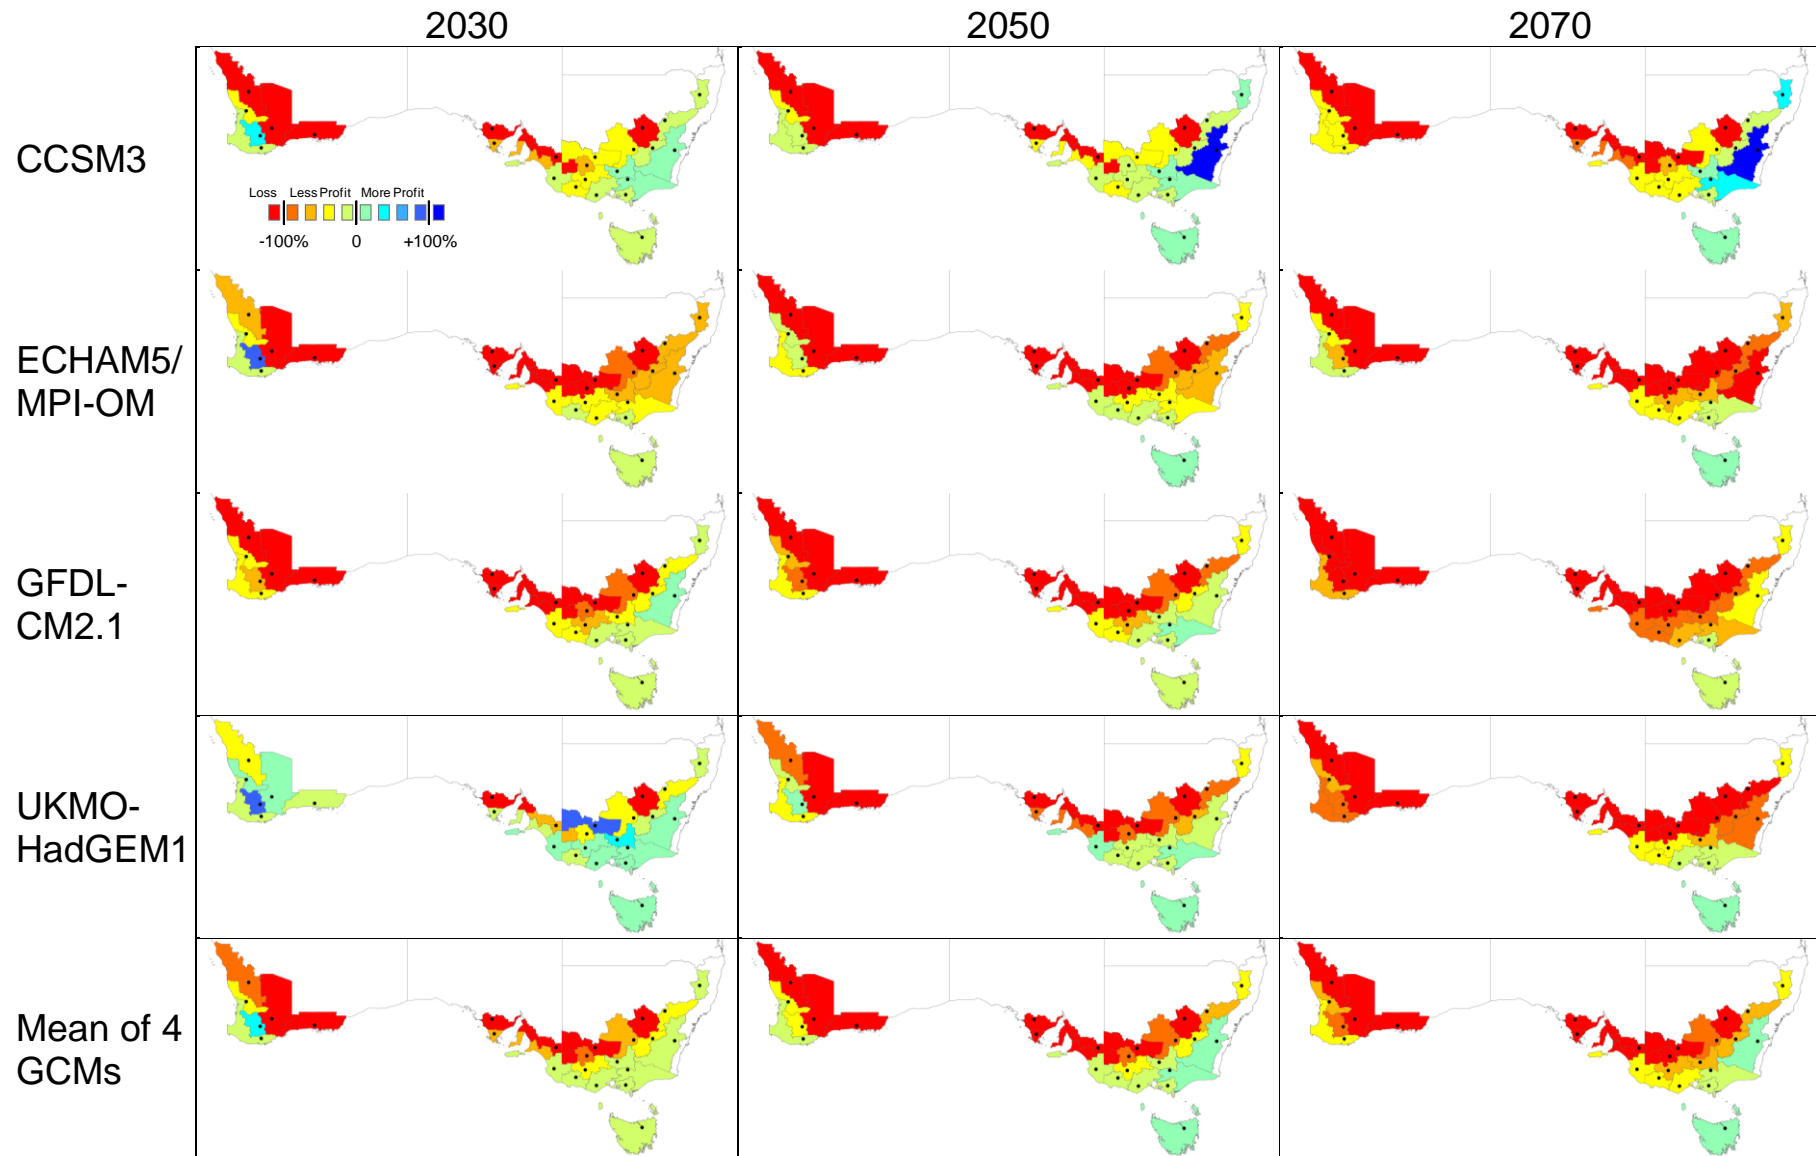 2030 2050 2070
CCSM3
Loss Less Profit More Profit
-100% 0 +100%
ECHAM5/
MPI-OM
GFDL-
CM2.1
UKMO-
HadGEM1
Mean of 4
GCMs